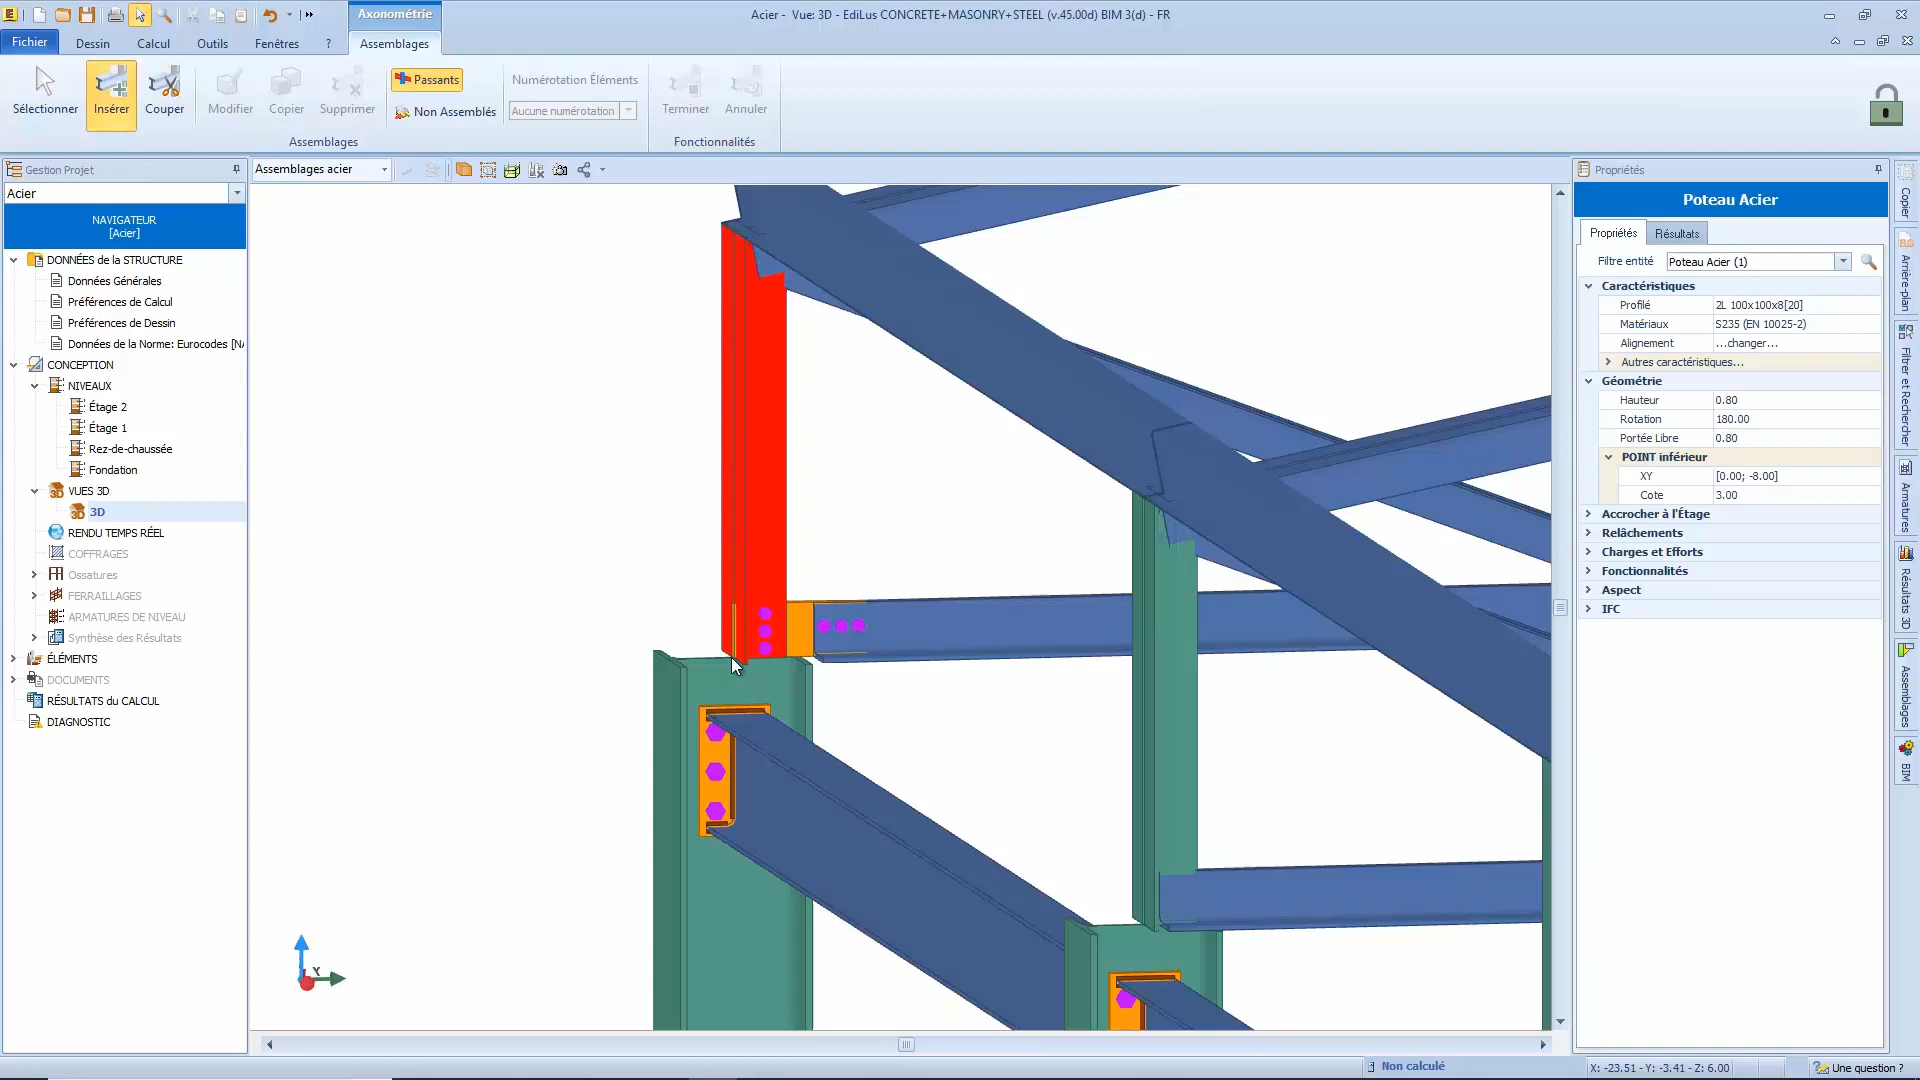 Axonométrie
Acier - Vue: 3D - EdiLus CONCRETE+MASONRY+STEEL (v.45.00d) BIM 3(d) - FR
Fichier
Dessin
Calcul
Outils
Fenêtres
?
Assemblages
Sélectionner
Insérer
Couper
Modifier
Copier
Supprimer
Passants
Non Assemblés
Numérotation Éléments
Aucune numérotation
Terminer
Annuler
Assemblages
Fonctionnalités
Gestion Projet
Acier
NAVIGATEUR
[Acier]
DONNÉES de la STRUCTURE
Données Générales
Préférences de Calcul
Préférences de Dessin
Données de la Norme: Eurocodes [NA
CONCEPTION
NIVEAUX
Étage 2
Étage 1
Rez-de-chaussée
Fondation
VUES 3D
3D
RENDU TEMPS RÉEL
COFFRAGES
Ossatures
FERRAILLAGES
ARMATURES DE NIVEAU
Synthèse des Résultats
ÉLÉMENTS
DOCUMENTS
RÉSULTATS du CALCUL
DIAGNOSTIC
Assemblages acier
X
Propriétés
Poteau Acier
Propriétés
Résultats
Filtre entité
Poteau Acier (1)
Caractéristiques
Profilé 2L 100x100x8[20]
Matériaux S235 (EN 10025-2)
Alignement ...changer...
Autres caractéristiques...
Géométrie
Hauteur 0.80
Rotation 180.00
Portée Libre 0.80
POINT inférieur
XY [0.00; -8.00]
Cote 3.00
Accrocher à l'Étage
Relâchements
Charges et Efforts
Fonctionnalités
Aspect
IFC
Copier
Arrière-plan
Filtrer et Rechercher
Armatures
Résultats 3D
Assemblages
BIM
Non calculé
X: -23.51 - Y: -3.41 - Z: 6.00
Une question ?